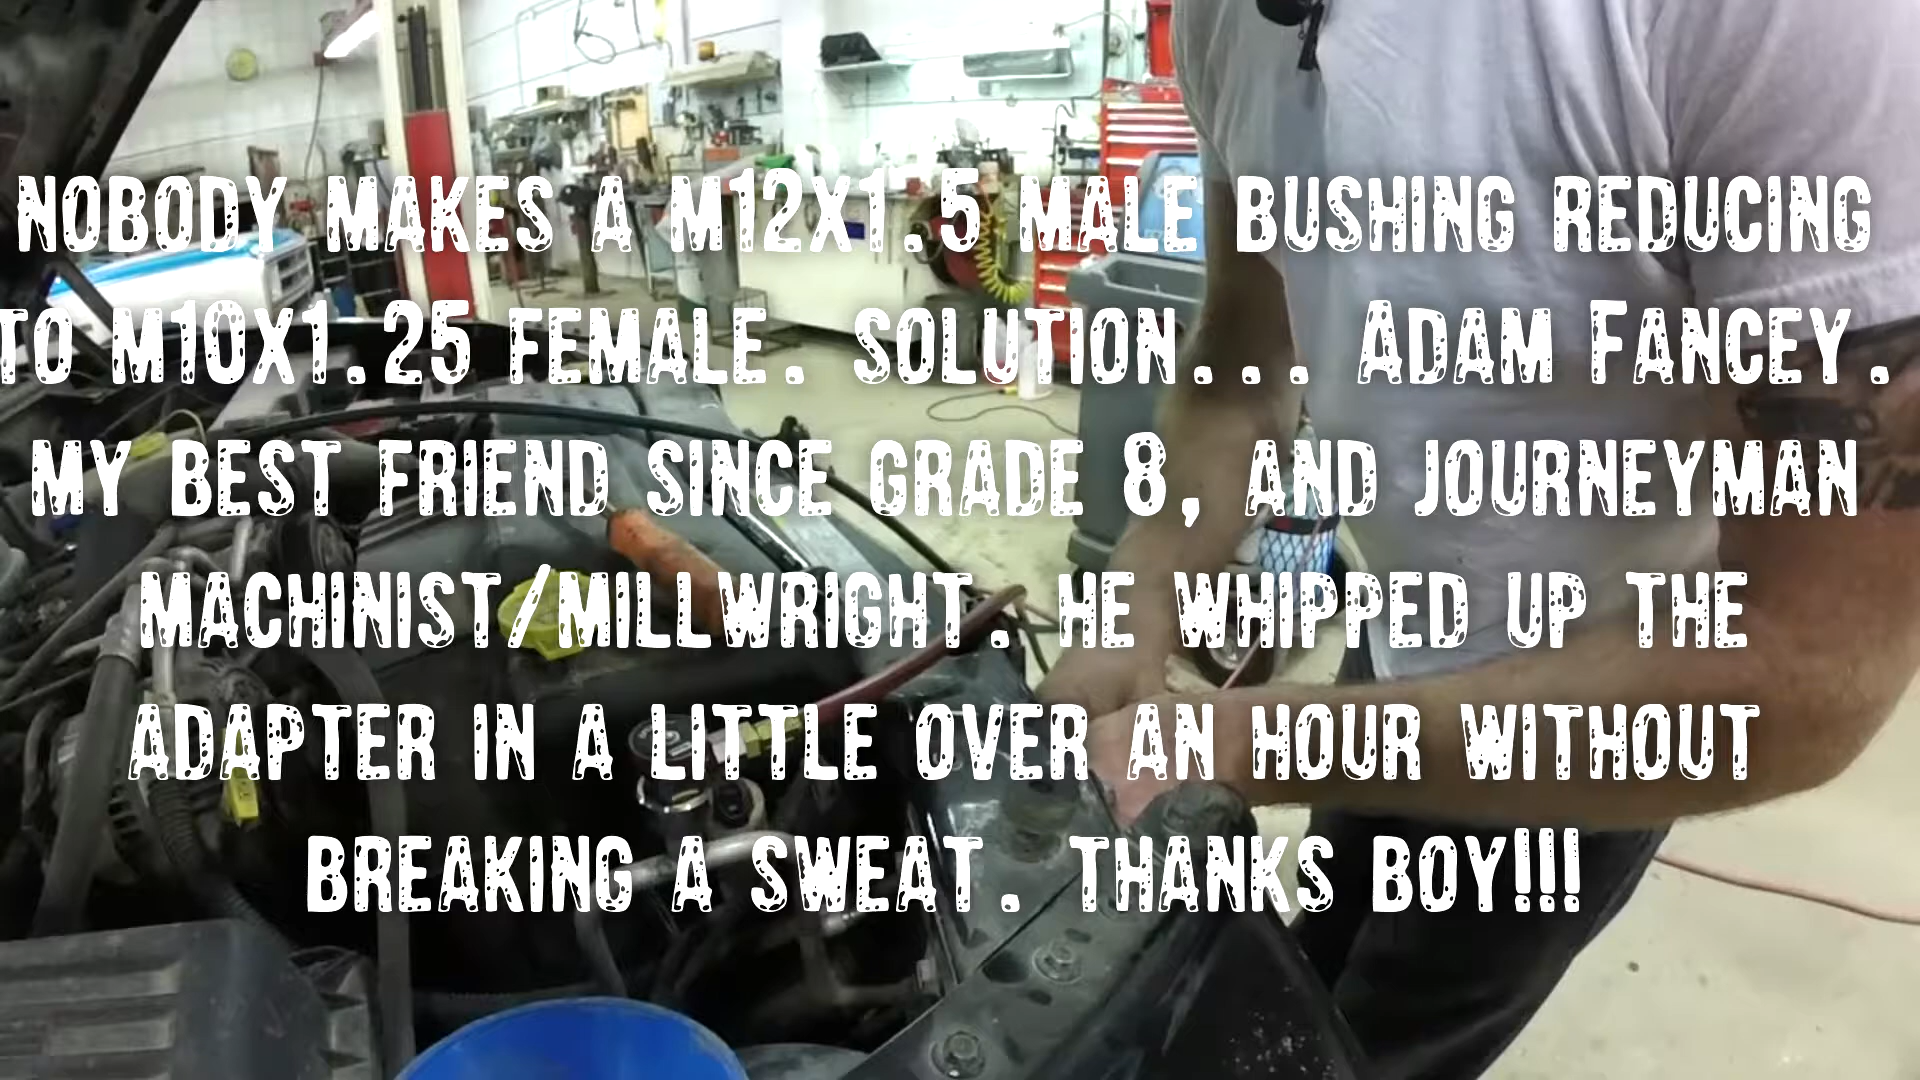 NOBODY MAKES A M12X1.5 MALE BUSHING REDUCING
TO M10X1.25 FEMALE. SOLUTION... ADAM FANCEY.
MY BEST FRIEND SINCE GRADE 8, AND JOURNEYMAN
MACHINIST/MILLWRIGHT. HE WHIPPED UP THE
ADAPTER IN A LITTLE OVER AN HOUR WITHOUT
BREAKING A SWEAT. THANKS BOY!!!